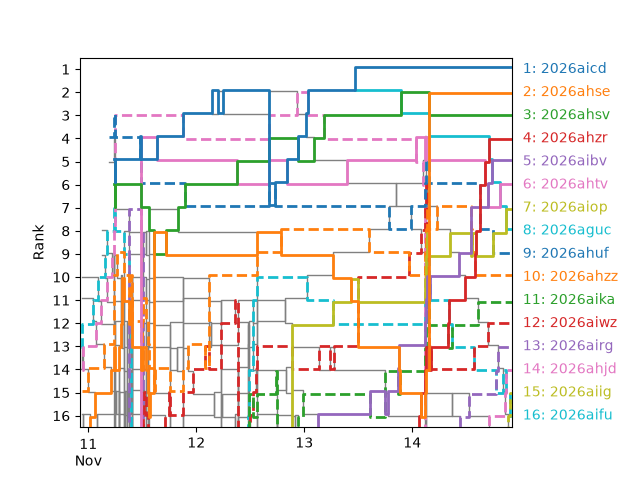 Rank
1
2
3
4
5
6
7
8
9
10
11
12
13
14
15
16
11
Nov
12
13
14
1: 2026aicd
2: 2026ahse
3: 2026ahsv
4: 2026ahzr
5: 2026aibv
6: 2026ahtv
7: 2026aiop
8: 2026aguc
9: 2026ahuf
10: 2026ahzz
11: 2026aika
12: 2026aiwz
13: 2026airg
14: 2026ahjd
15: 2026aiig
16: 2026aifu